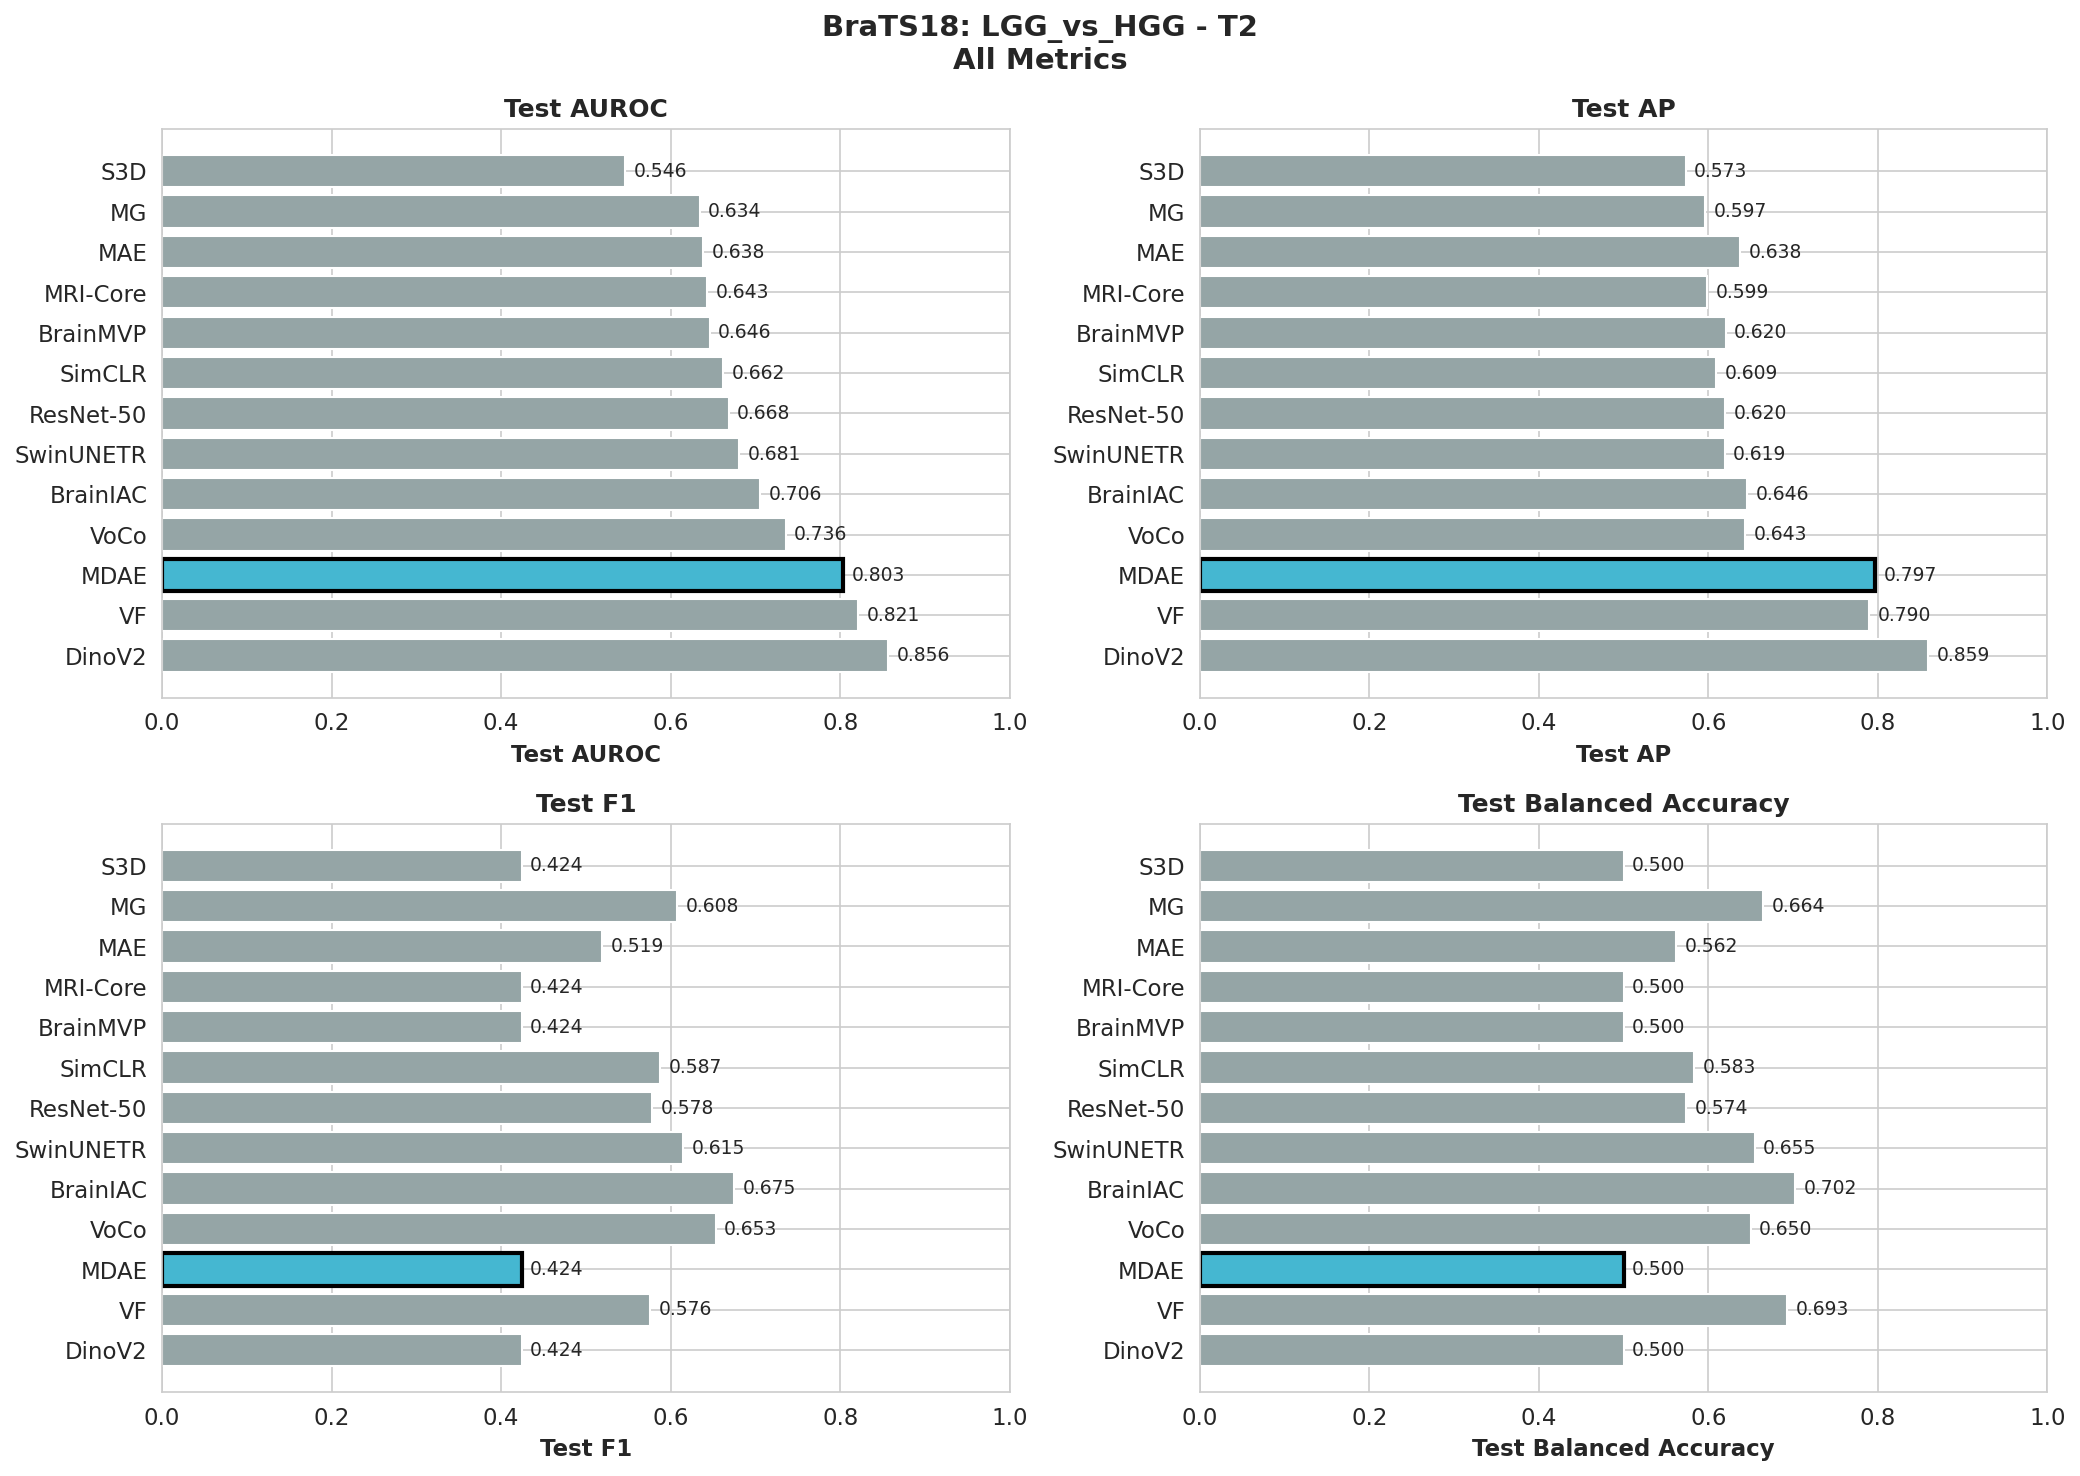 BraTS18: LGG_vs_HGG - T2
All Metrics
Test AUROC
S3D 0.546
MG 0.634
MAE 0.638
MRI-Core 0.643
BrainMVP 0.646
SimCLR 0.662
ResNet-50 0.668
SwinUNETR 0.681
BrainIAC 0.706
VoCo 0.736
MDAE 0.803
VF 0.821
DinoV2 0.856
0.0 0.2 0.4 0.6 0.8 1.0
Test AUROC
Test AP
S3D 0.573
MG 0.597
MAE 0.638
MRI-Core 0.599
BrainMVP 0.620
SimCLR 0.609
ResNet-50 0.620
SwinUNETR 0.619
BrainIAC 0.646
VoCo 0.643
MDAE 0.797
VF 0.790
DinoV2 0.859
0.0 0.2 0.4 0.6 0.8 1.0
Test AP
Test F1
S3D 0.424
MG 0.608
MAE 0.519
MRI-Core 0.424
BrainMVP 0.424
SimCLR 0.587
ResNet-50 0.578
SwinUNETR 0.615
BrainIAC 0.675
VoCo 0.653
MDAE 0.424
VF 0.576
DinoV2 0.424
0.0 0.2 0.4 0.6 0.8 1.0
Test F1
Test Balanced Accuracy
S3D 0.500
MG 0.664
MAE 0.562
MRI-Core 0.500
BrainMVP 0.500
SimCLR 0.583
ResNet-50 0.574
SwinUNETR 0.655
BrainIAC 0.702
VoCo 0.650
MDAE 0.500
VF 0.693
DinoV2 0.500
0.0 0.2 0.4 0.6 0.8 1.0
Test Balanced Accuracy